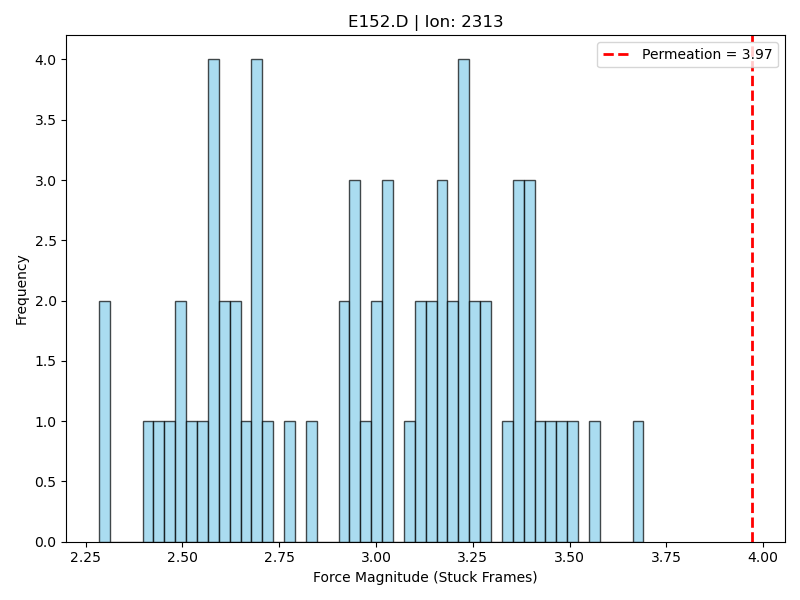 E152.D | Ion: 2313
Permeation = 3.97
Frequency
4.0
3.5
3.0
2.5
2.0
1.5
1.0
0.5
0.0
2.25 2.50 2.75 3.00 3.25 3.50 3.75 4.00
Force Magnitude (Stuck Frames)